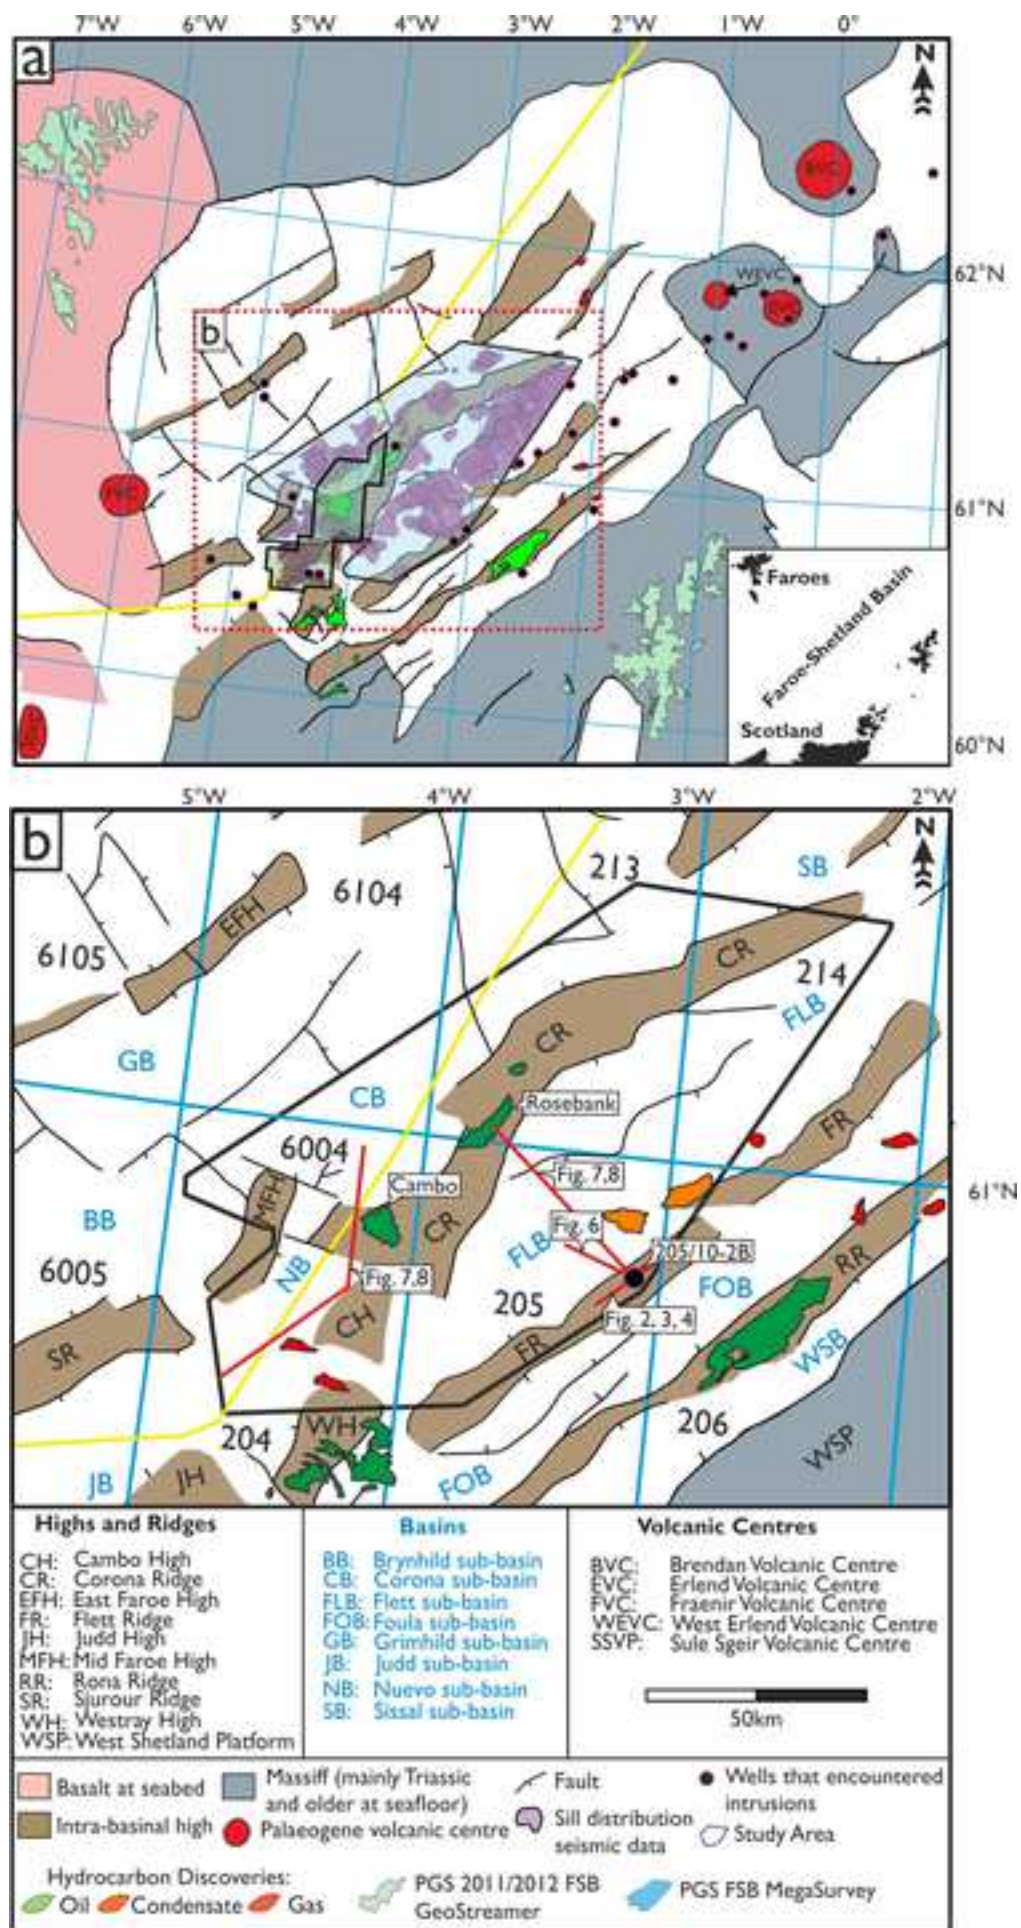 7°W 6°W 5°W 4°W 3°W 2°W 1°W 0°
a
N
BVC
62°N
WEVC
b
FVC
61°N
Faroes
Faroe-Shetland Basin
Scotland
60°N
5°W 4°W 3°W 2°W
b
N
213
SB
6104
EFH
CR
6105
214
FLB
GB
CR
CB
Rosebank
FR
6004
Fig. 7,8
61°N
MFH
Cambo
CR
BB
Fig. 6
FLB
205/10-2B
RR
6005
NB
Fig. 7,8
FOB
205
CH
Fig. 2, 3, 4
SR
FR
WSB
WH
206
204
WSP
JB
JH
FOB
Highs and Ridges
CH: Cambo High
CR: Corona Ridge
EFH: East Faroe High
FR: Flett Ridge
JH: Judd High
MFH: Mid Faroe High
RR: Rona Ridge
SR: Sjurour Ridge
WH: Westray High
WSP: West Shetland Platform
Basins
BB: Brynhild sub-basin
CB: Corona sub-basin
FLB: Flett sub-basin
FOB: Foula sub-basin
GB: Grimhild sub-basin
JB: Judd sub-basin
NB: Nuevo sub-basin
SB: Sissal sub-basin
Volcanic Centres
BVC: Brendan Volcanic Centre
EVC: Erlend Volcanic Centre
FVC: Fraenir Volcanic Centre
WEVC: West Erlend Volcanic Centre
SSVP: Sule Sgeir Volcanic Centre
50km
Basalt at seabed
Intra-basinal high
Massiff (mainly Triassic
and older at seafloor)
Palaeogene volcanic centre
Fault
Sill distribution
seismic data
Wells that encountered
intrusions
Study Area
Hydrocarbon Discoveries:
Oil Condensate Gas
PGS 2011/2012 FSB
GeoStreamer
PGS FSB MegaSurvey